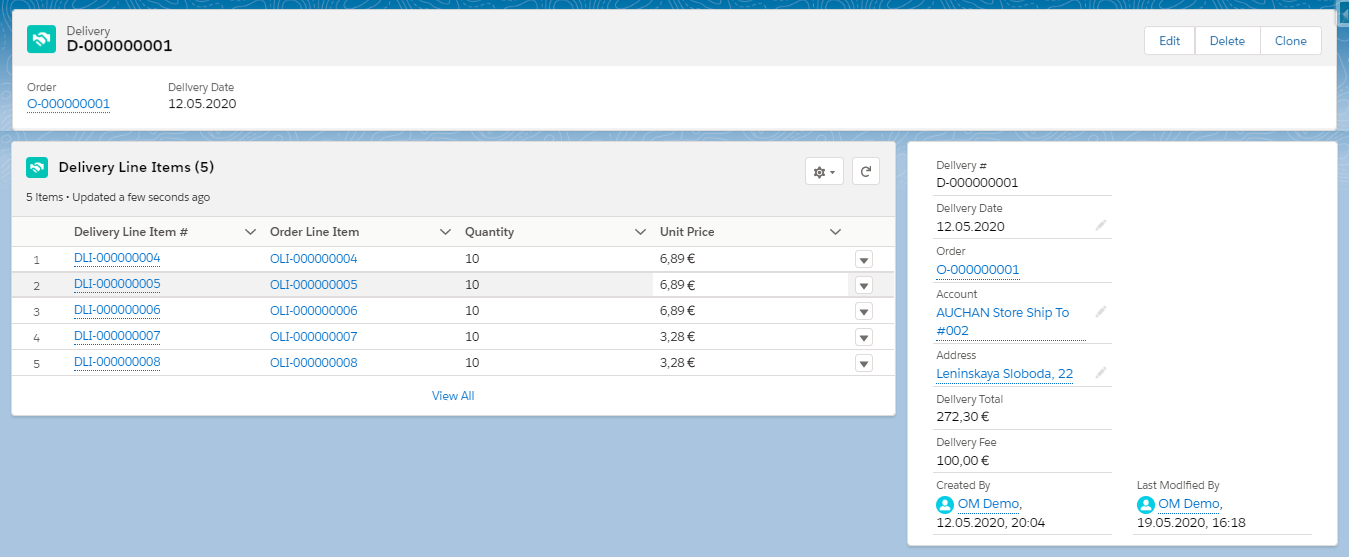 Delivery
D-000000001
Edit
Delete
Clone
Order
Delivery Date
O-000000001
12.05.2020
Delivery Line Items (5)
5 Items • Updated a few seconds ago
Delivery Line Item # Order Line Item Quantity Unit Price
1 DLI-000000004 OLI-000000004 10 6,89 €
2 DLI-000000005 OLI-000000005 10 6,89 €
3 DLI-000000006 OLI-000000006 10 6,89 €
4 DLI-000000007 OLI-000000007 10 3,28 €
5 DLI-000000008 OLI-000000008 10 3,28 €
View All
Delivery #
D-000000001
Delivery Date
12.05.2020
Order
O-000000001
Account
AUCHAN Store Ship To
#002
Address
Leninskaya Sloboda, 22
Delivery Total
272,30 €
Delivery Fee
100,00 €
Created By
OM Demo,
12.05.2020, 20:04
Last Modified By
OM Demo,
19.05.2020, 16:18